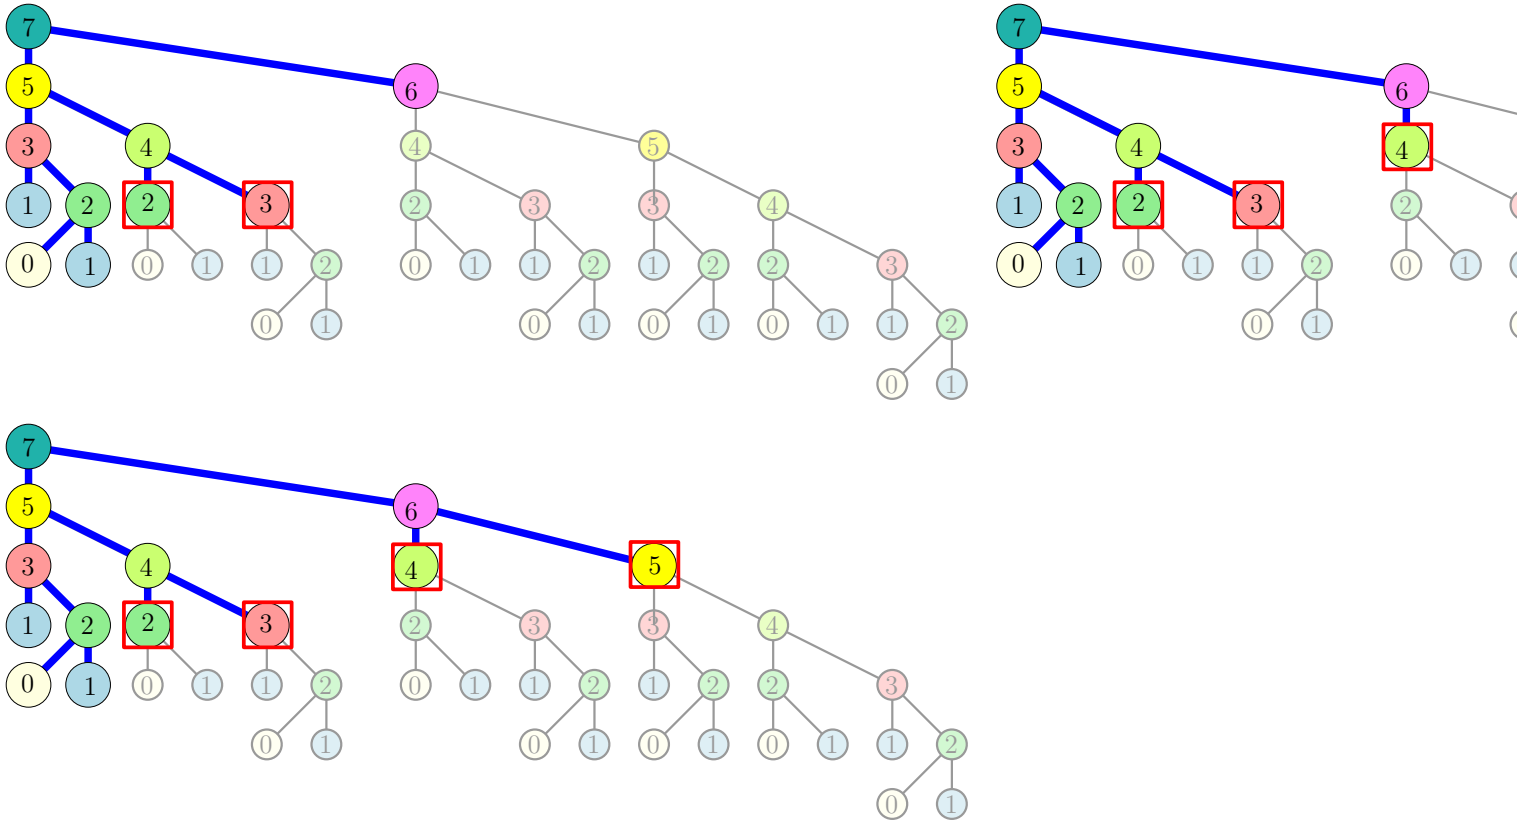 7 7
5 6 5 6
3 4 4 5 3 4 4
1 2 2 3 2 3 3 4 1 2 2 3 2
0 1 0 1 1 2 0 1 1 2 1 2 2 3 0 1 0 1 1 2 0 1
0 1 0 1 0 1 0 1 1 2 0 1
0 1
7
5 6
3 4 4 5
1 2 2 3 2 3 3 4
0 1 0 1 1 2 0 1 1 2 1 2 2 3
0 1 0 1 0 1 0 1 1 2
0 1